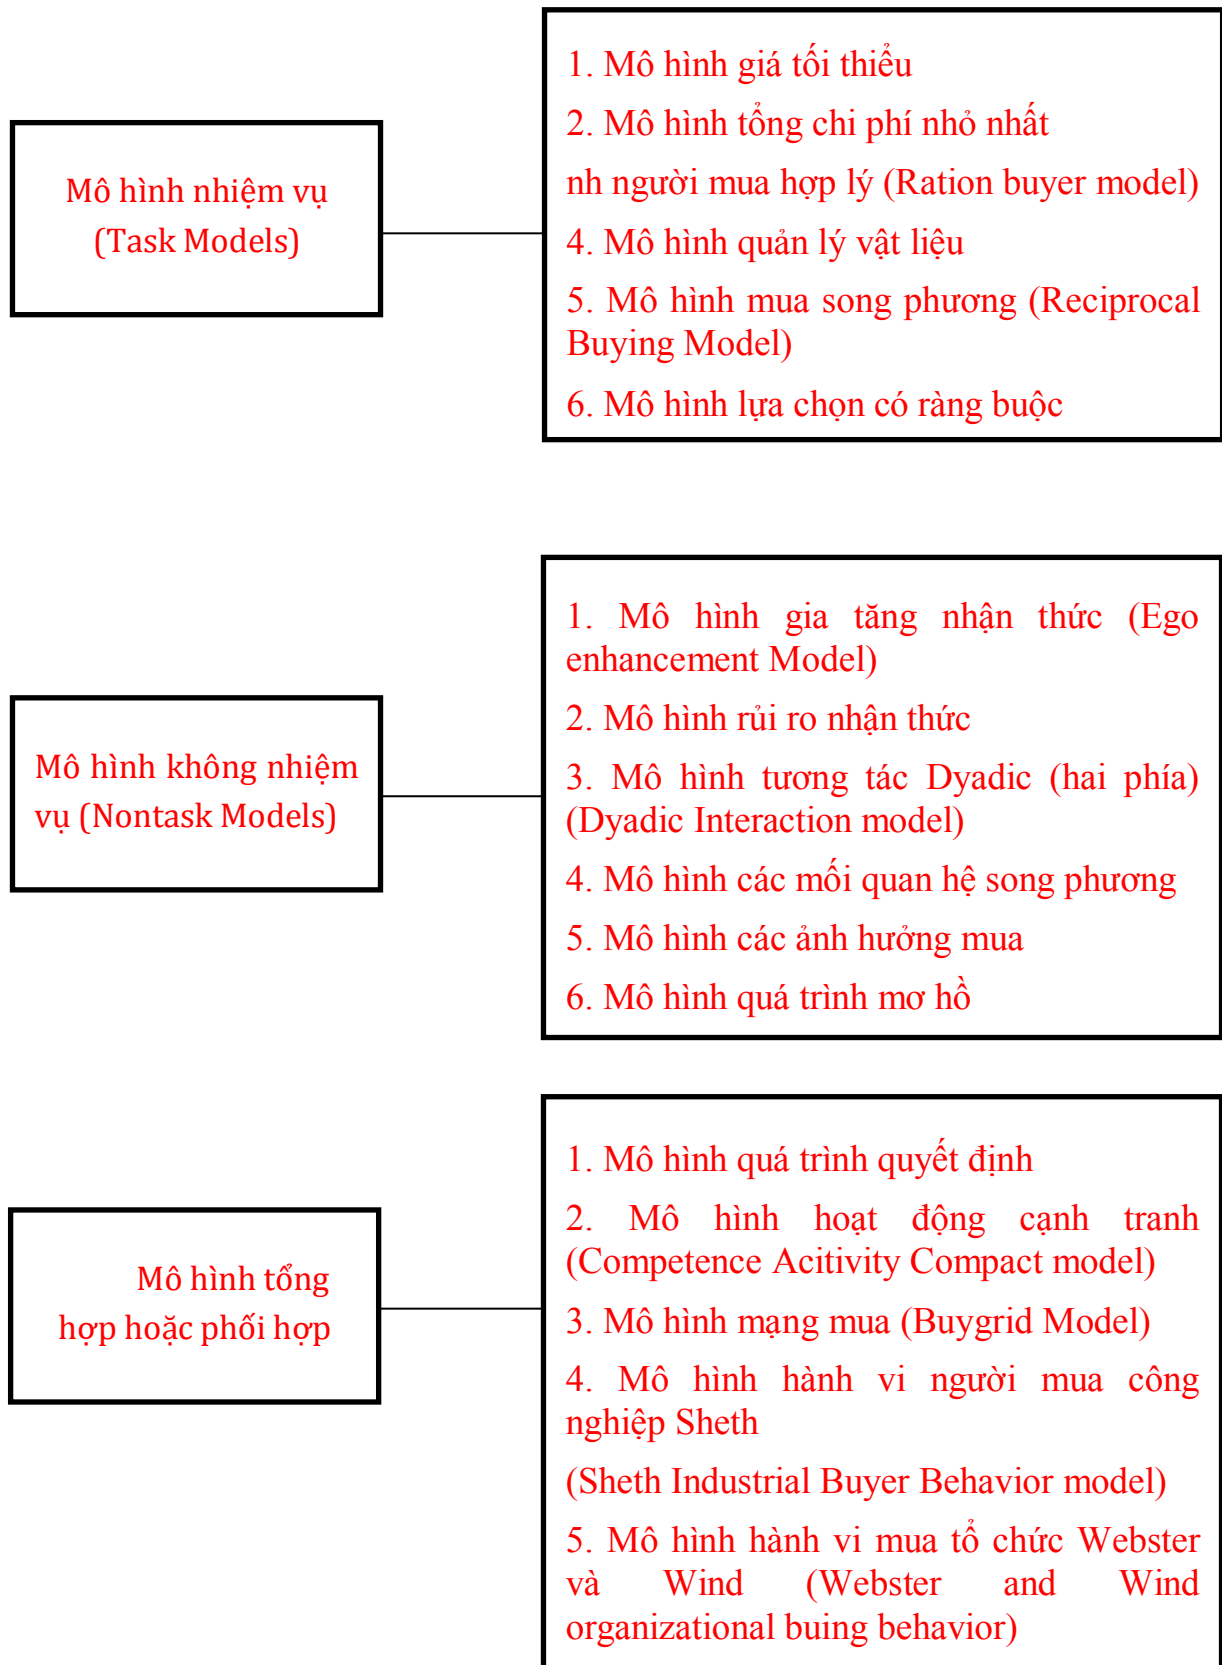 Mô hình nhiệm vụ
(Task Models)
1. Mô hình giá tối thiểu
2. Mô hình tổng chi phí nhỏ nhất
nh người mua hợp lý (Ration buyer model)
4. Mô hình quản lý vật liệu
5. Mô hình mua song phương (Reciprocal
Buying Model)
6. Mô hình lựa chọn có ràng buộc
Mô hình không nhiệm
vụ (Nontask Models)
1. Mô hình gia tăng nhận thức (Ego
enhancement Model)
2. Mô hình rủi ro nhận thức
3. Mô hình tương tác Dyadic (hai phía)
(Dyadic Interaction model)
4. Mô hình các mối quan hệ song phương
5. Mô hình các ảnh hưởng mua
6. Mô hình quá trình mơ hồ
Mô hình tổng
hợp hoặc phối hợp
1. Mô hình quá trình quyết định
2. Mô hình hoạt động cạnh tranh
(Competence Acitivity Compact model)
3. Mô hình mạng mua (Buygrid Model)
4. Mô hình hành vi người mua công
nghiệp Sheth
(Sheth Industrial Buyer Behavior model)
5. Mô hình hành vi mua tổ chức Webster
và Wind (Webster and Wind
organizational buing behavior)